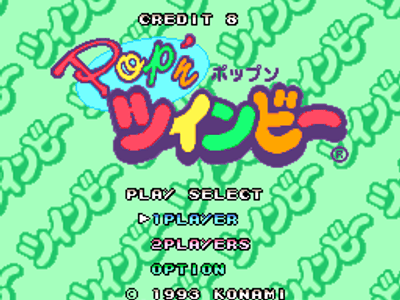 CREDIT 8
Pop'n
ポップン
ツインビー
®
PLAY SELECT
▶1PLAYER
2PLAYERS
OPTION
© 1993 KONAMI